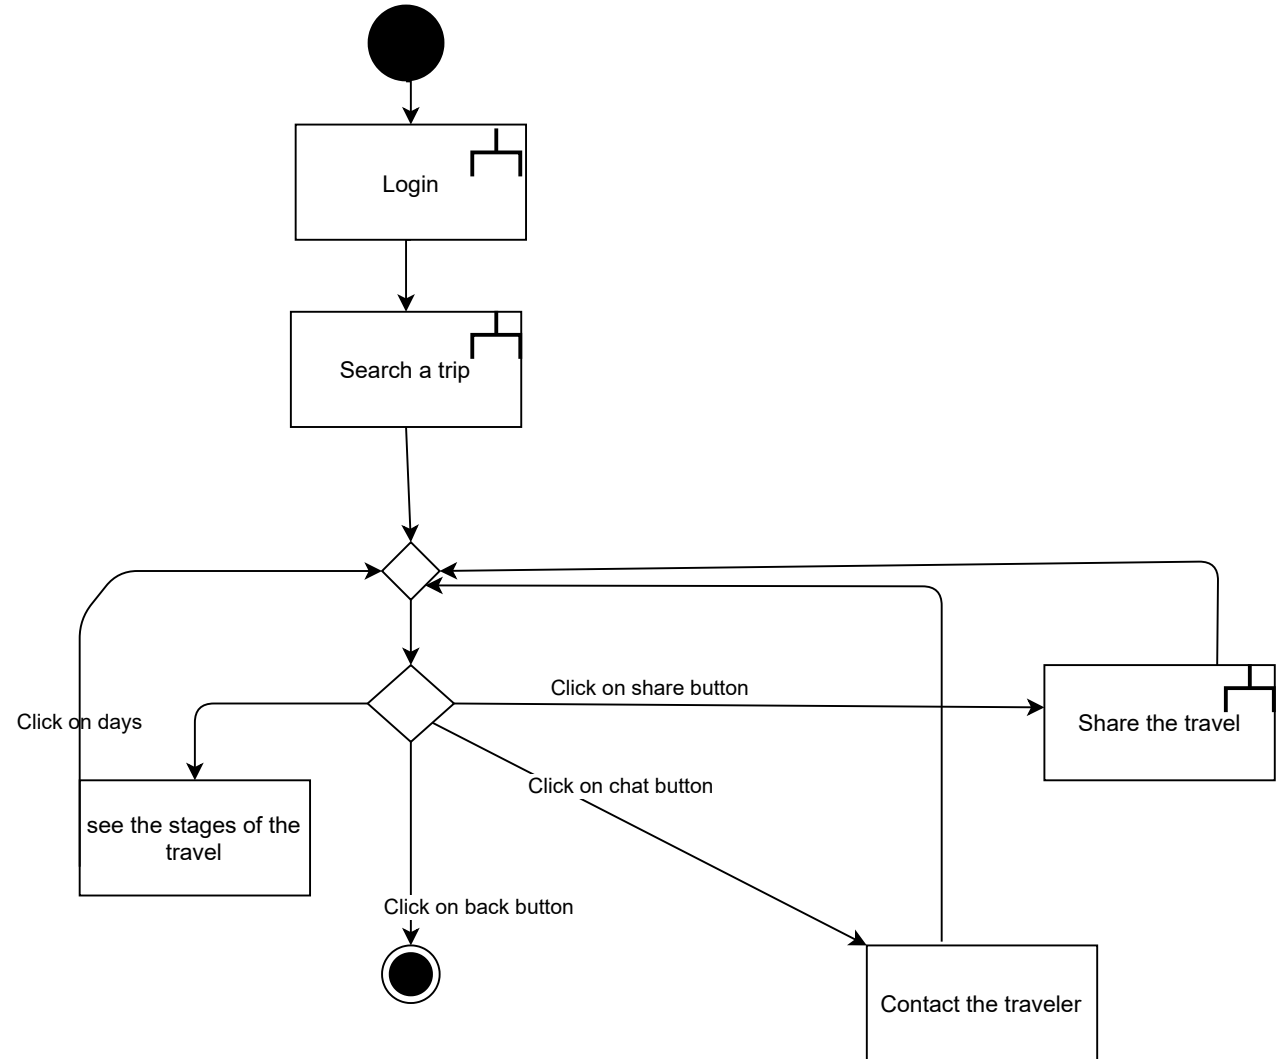 Login
Search a trip
Click on share button
Click on days
Share the travel
Click on chat button
see the stages of the
travel
Click on back button
Contact the traveler